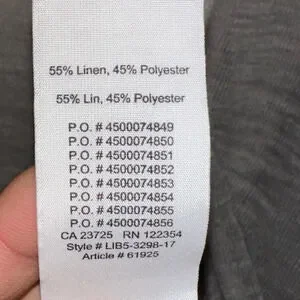 55% Linen, 45% Polyester
55% Lin, 45% Polyester
P.O. # 4500074849
P.O. # 4500074850
P.O. # 4500074851
P.O. # 4500074852
P.O. # 4500074853
P.O. # 4500074854
P.O. # 4500074855
P.O. # 4500074856
CA 23725 RN 122354
Style # LIB5-3298-17
Article # 61925